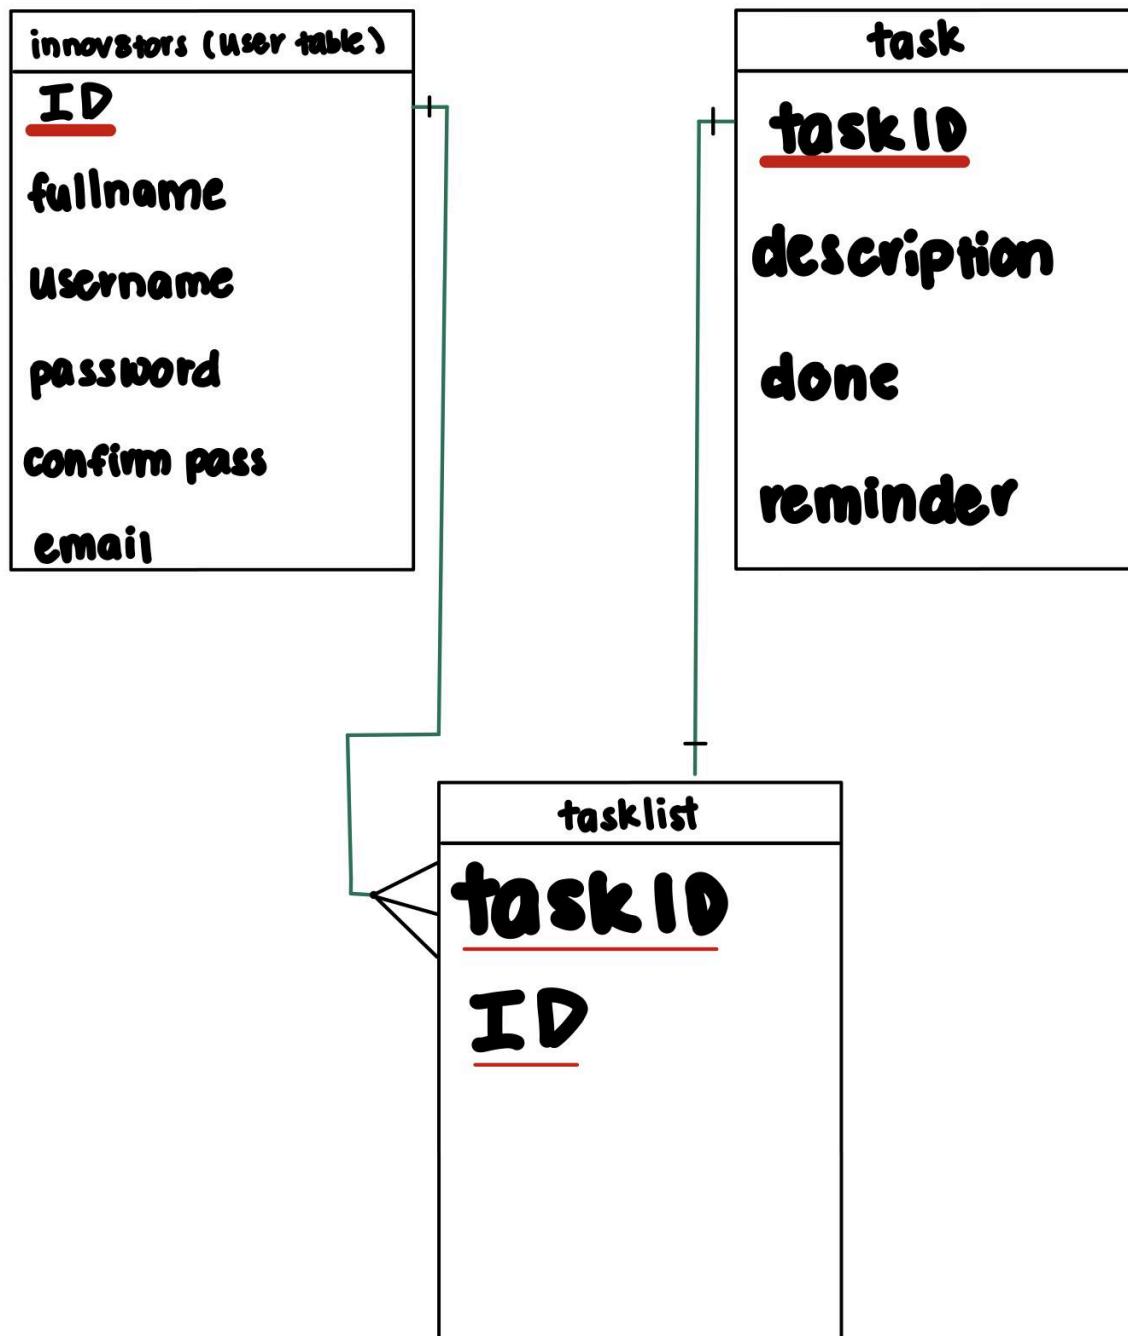 innov8tors (user table)
ID
fullname
username
password
confirm pass
email
task
taskID
description
done
reminder
tasklist
taskID
ID